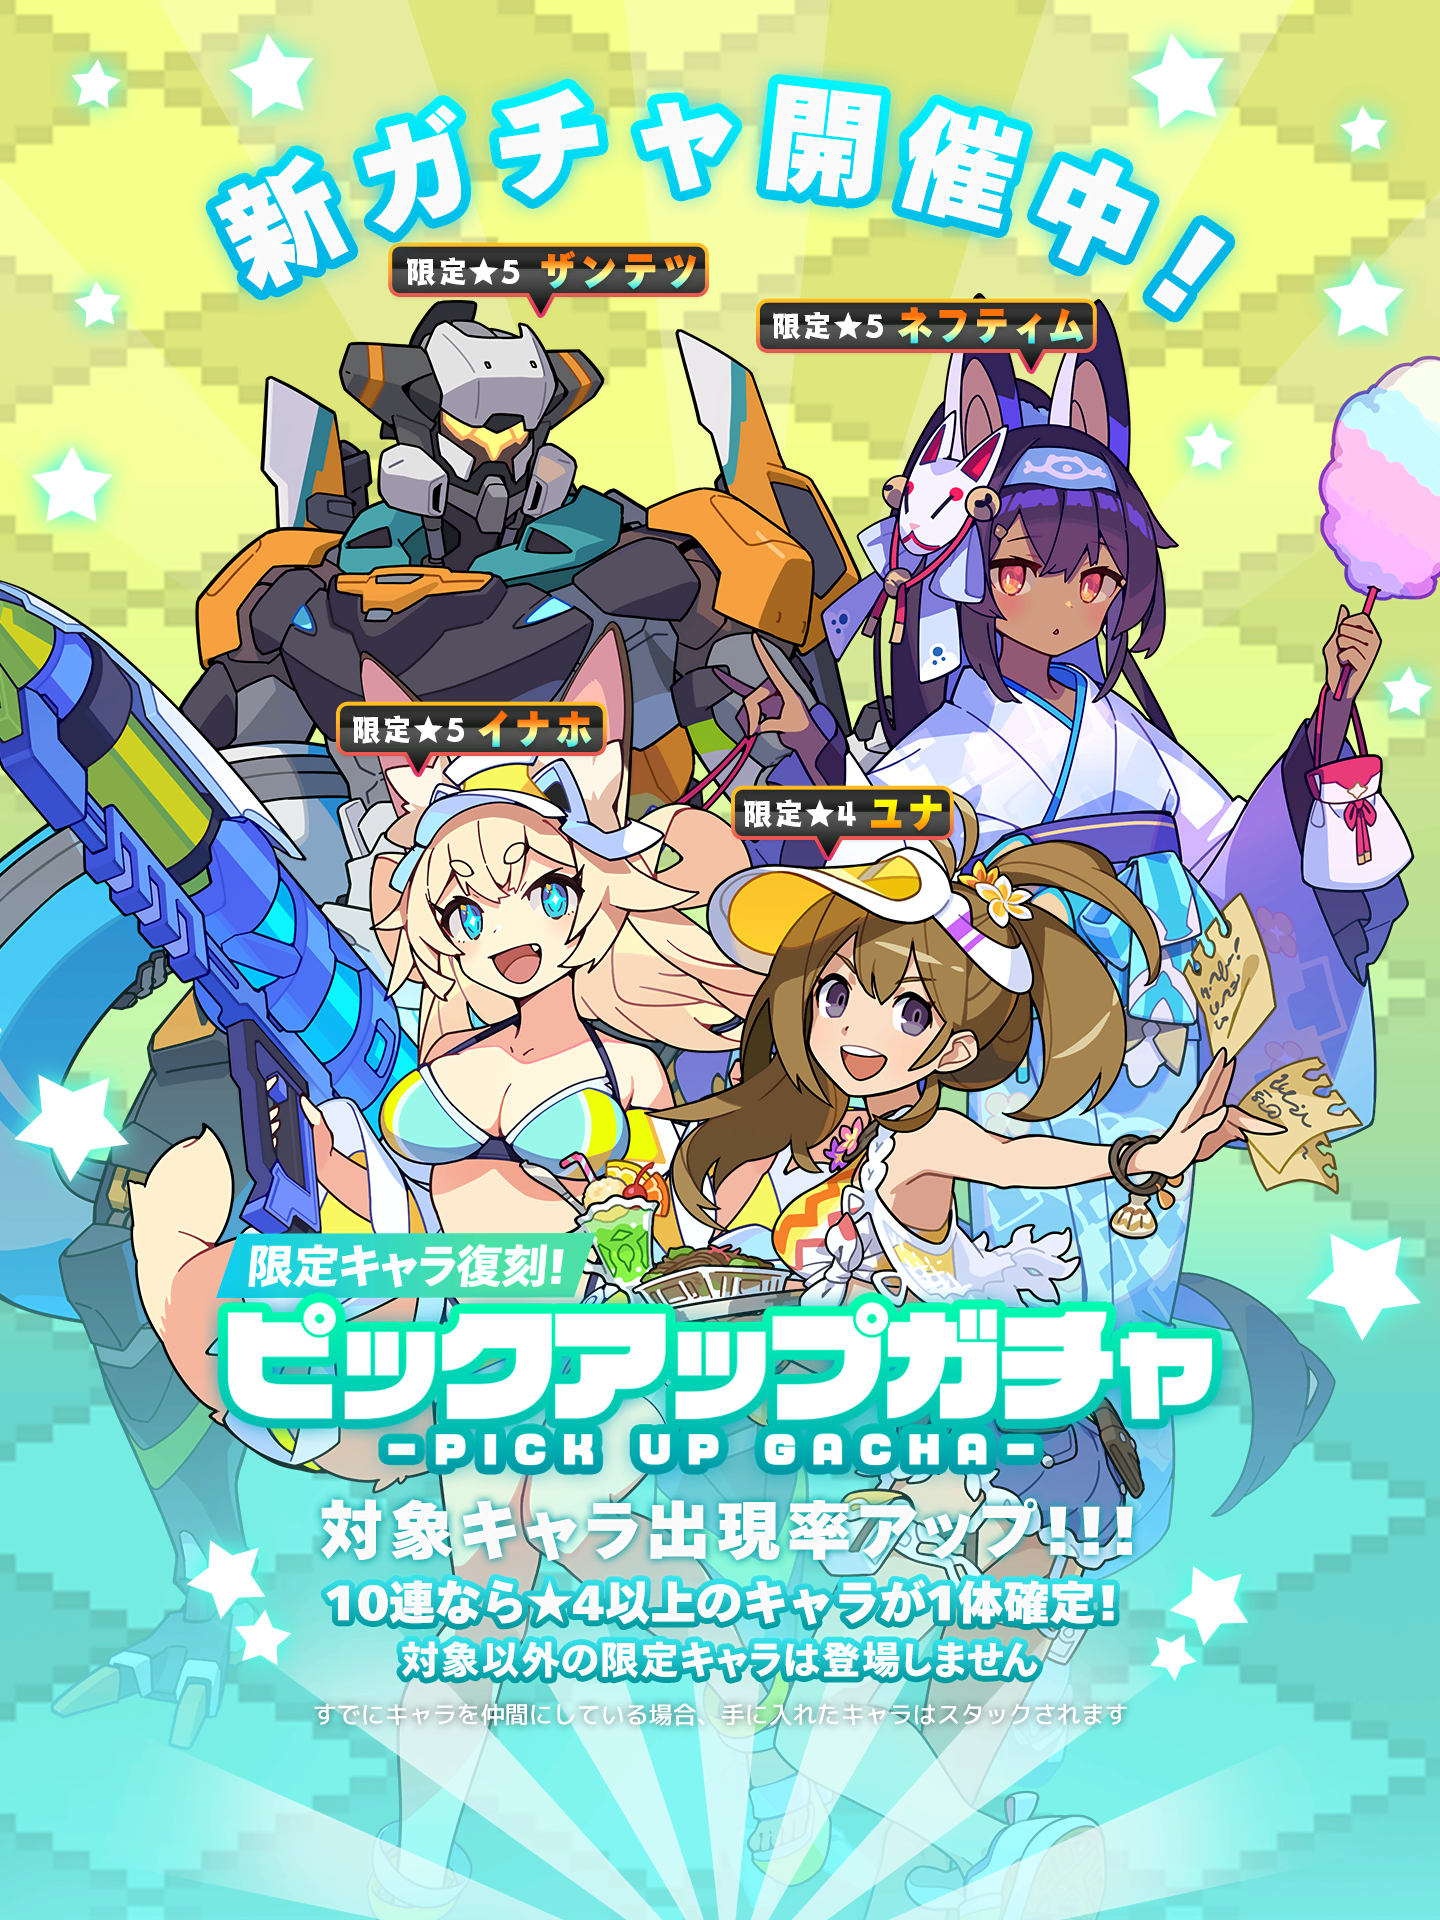 新ガチャ開催中!
限定★5 ザンテツ
限定★5 ネフティム
限定★5 イナホ
限定★4 ユナ
限定キャラ復刻!
ピックアップガチャ
-PICK UP GACHA-
対象キャラ出現率アップ!!!
10連なら★4以上のキャラが1体確定!
対象以外の限定キャラは登場しません
すでにキャラを仲間にしている場合、手に入れたキャラはスタックされます